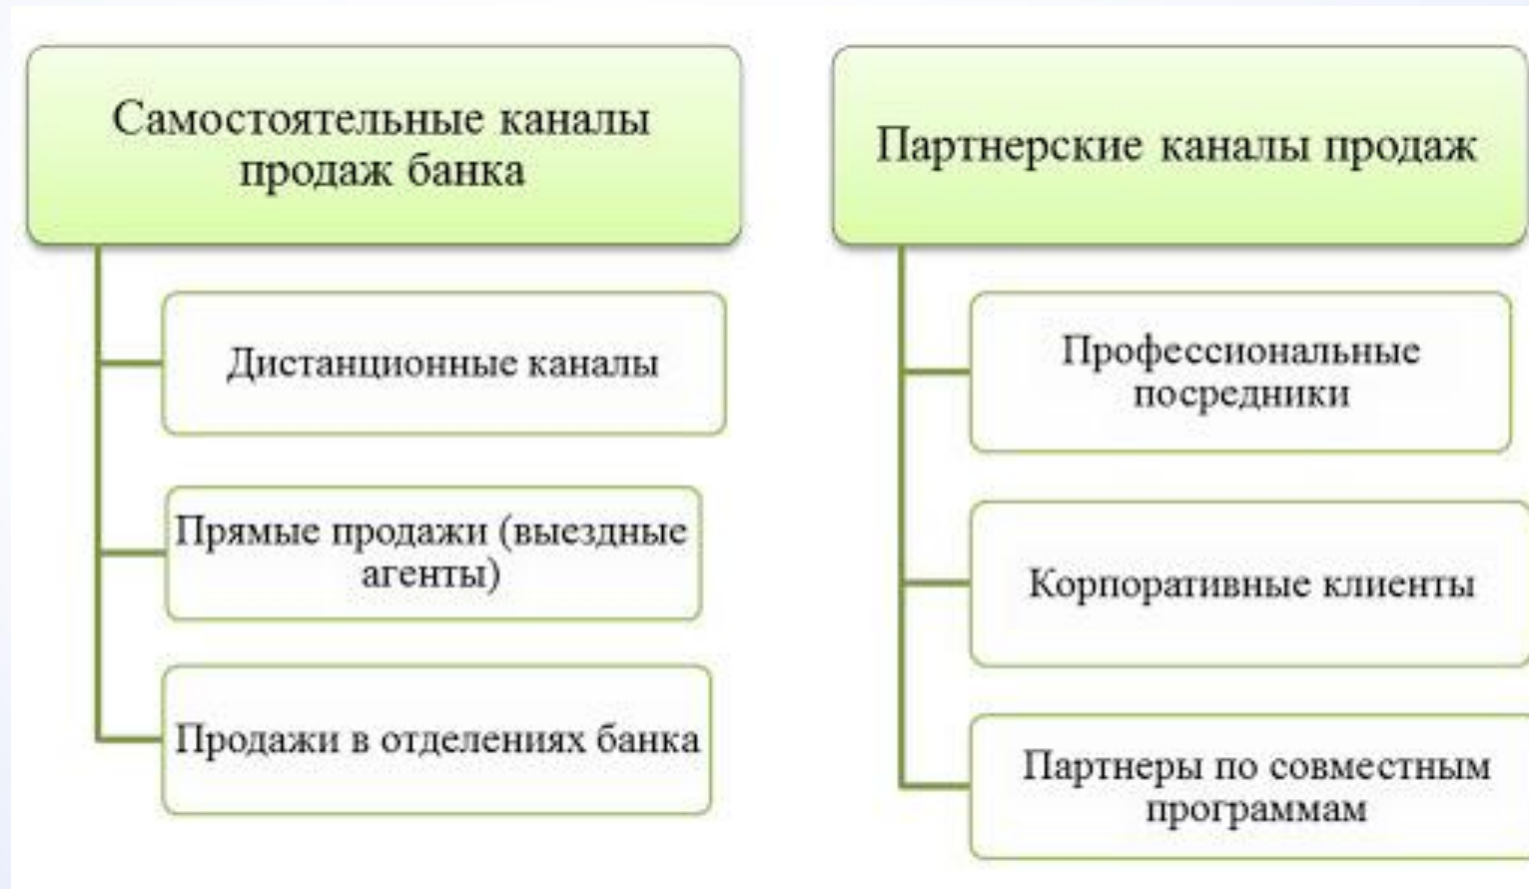 Самостоятельные каналы
продаж банка
Дистанционные каналы
Прямые продажи (выездные
агенты)
Продажи в отделениях банка
Партнерские каналы продаж
Профессиональные
посредники
Корпоративные клиенты
Партнеры по совместным
программам